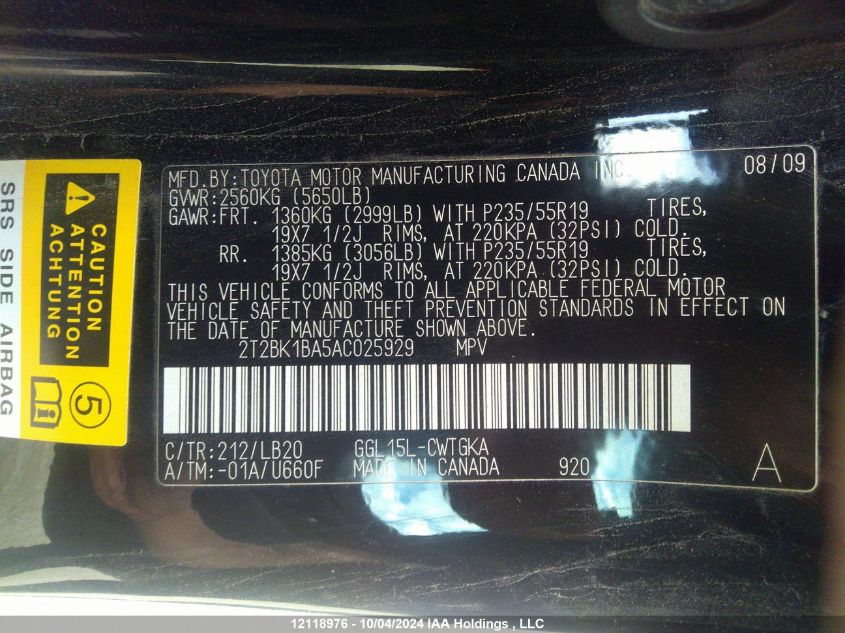 MFD.BY:TOYOTA MOTOR MANUFACTURING CANADA INC. 08/09
GVWR:2560KG (5650LB)
GAWR:FRT. 1360KG (2999LB) WITH P235/55R19 TIRES,
19X7 1/2J RIMS, AT 220KPA (32PSI) COLD.
RR. 1385KG (3056LB) WITH P235/55R19 TIRES,
19X7 1/2J RIMS, AT 220KPA (32PSI) COLD.
THIS VEHICLE CONFORMS TO ALL APPLICABLE FEDERAL MOTOR
VEHICLE SAFETY AND THEFT PREVENTION STANDARDS IN EFFECT ON
THE DATE OF MANUFACTURE SHOWN ABOVE.
2T2BK1BA5AC025929 MPV
C/TR:212/LB20 GGL15L-CWTGKA
A/TM:-01A/U660F MADE IN CANADA 920 A
CAUTION
ATTENTION
ACHTUNG
5
SRS SIDE AIRBAG
12118976 - 10/04/2024 IAA Holdings , LLC